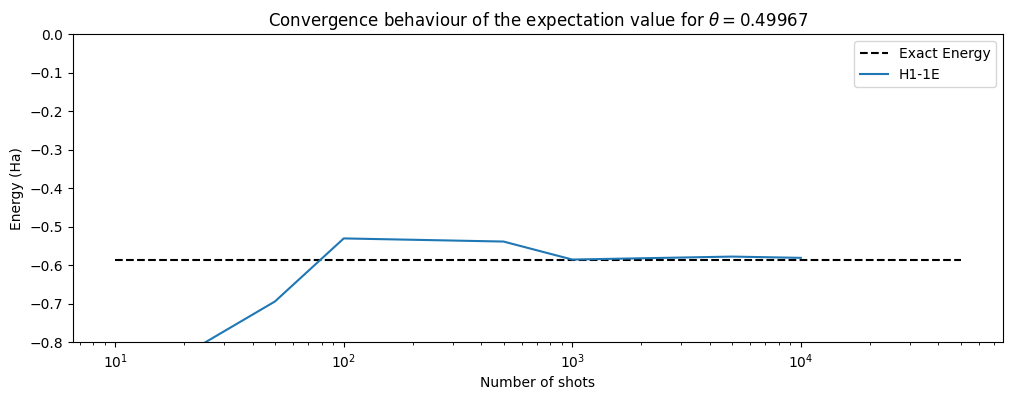 Convergence behaviour of the expectation value for θ = 0.49967
0.0
−0.1
−0.2
−0.3
−0.4
−0.5
−0.6
−0.7
−0.8
Energy (Ha)
Exact Energy
H1-1E
10¹
10²
10³
10⁴
Number of shots